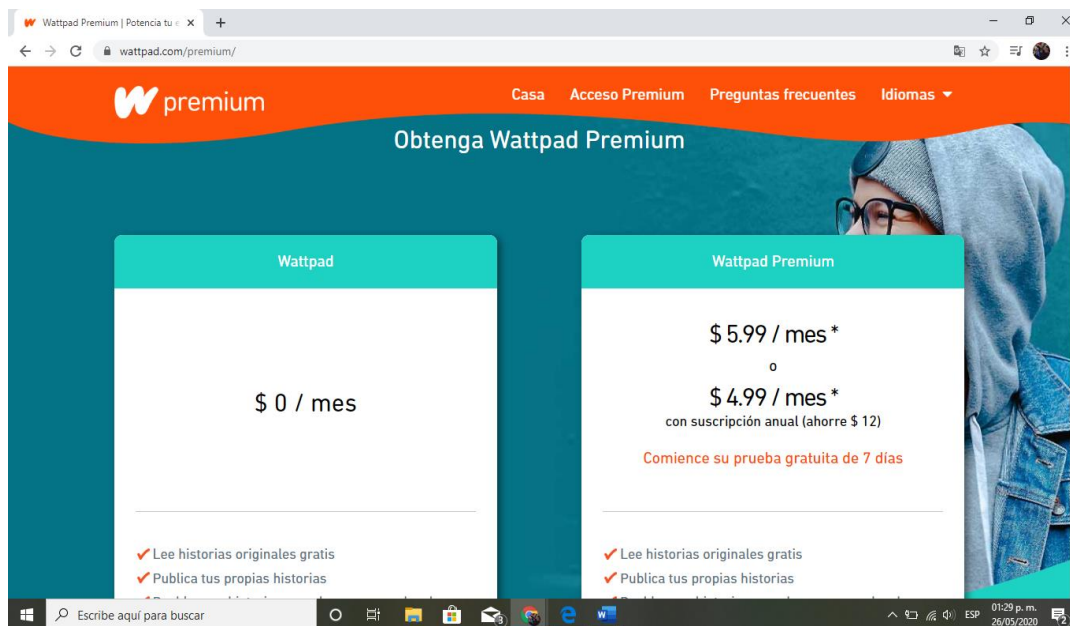 Wattpad Premium | Potencia tu e
wattpad.com/premium/
W premium
Casa Acceso Premium Preguntas frecuentes Idiomas
Obtenga Wattpad Premium
Wattpad
$ 0 / mes
Lee historias originales gratis
Publica tus propias historias
Wattpad Premium
$ 5.99 / mes *
o
$ 4.99 / mes *
con suscripción anual (ahorre $ 12)
Comience su prueba gratuita de 7 días
Lee historias originales gratis
Publica tus propias historias
Escribe aquí para buscar
ESP
01:29 p. m.
26/05/2020